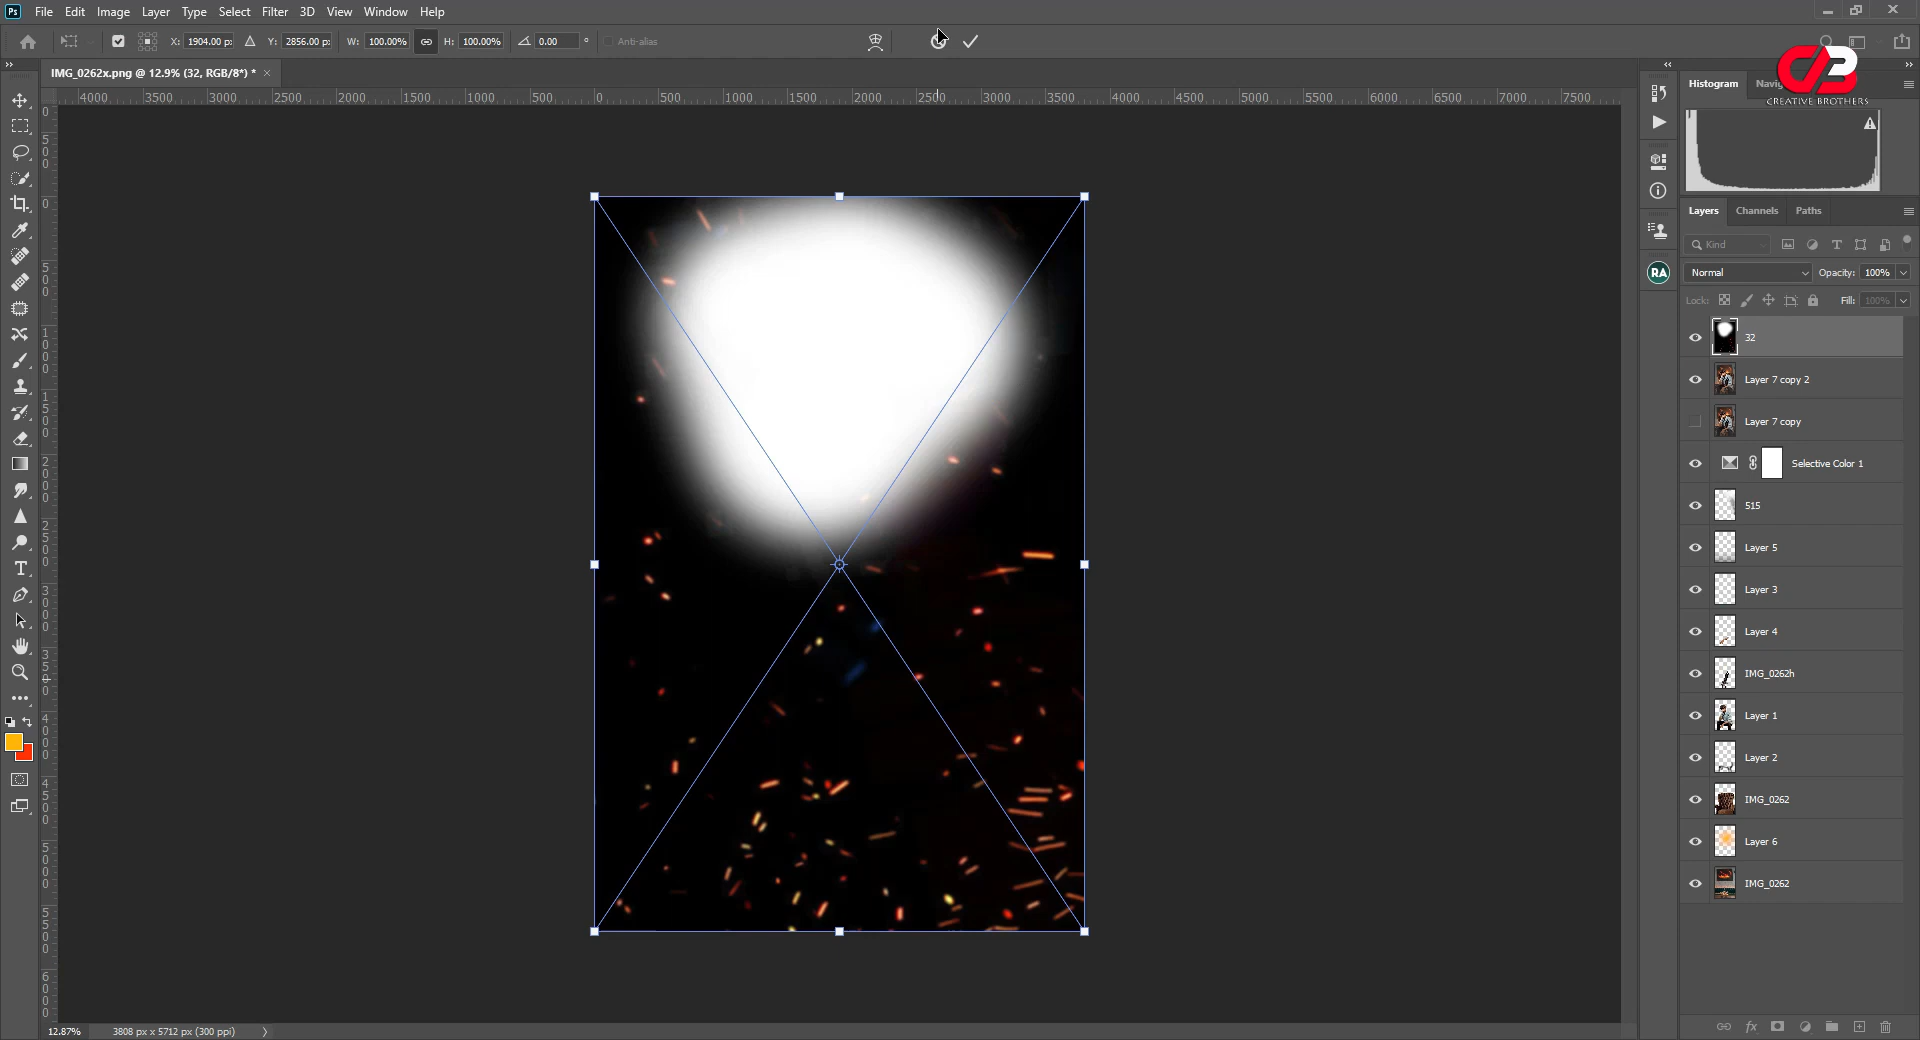 Ps File Edit Image Layer Type Select Filter 3D View Window Help
X: 1904.00 p: Y: 2856.00 p: W: 100.00% H: 100.00% 0.00 ° Anti-alias
IMG_0262x.png @ 12.9% (32, RGB/8*) * ×
4000 3500 3000 2500 2000 1500 1000 500 0 500 1000 1500 2000 2500 3000 3500 4000 4500 5000 5500 6000 6500 7000 7500
CB
CREATIVE BROTHERS
Histogram
Layers Channels Paths
Kind
Normal Opacity: 100%
Lock: Fill: 100%
RA
32
Layer 7 copy 2
Layer 7 copy
Selective Color 1
515
Layer 5
Layer 3
Layer 4
IMG_0262h
Layer 1
Layer 2
IMG_0262
Layer 6
IMG_0262
12.87% 3808 px x 5712 px (300 ppi)